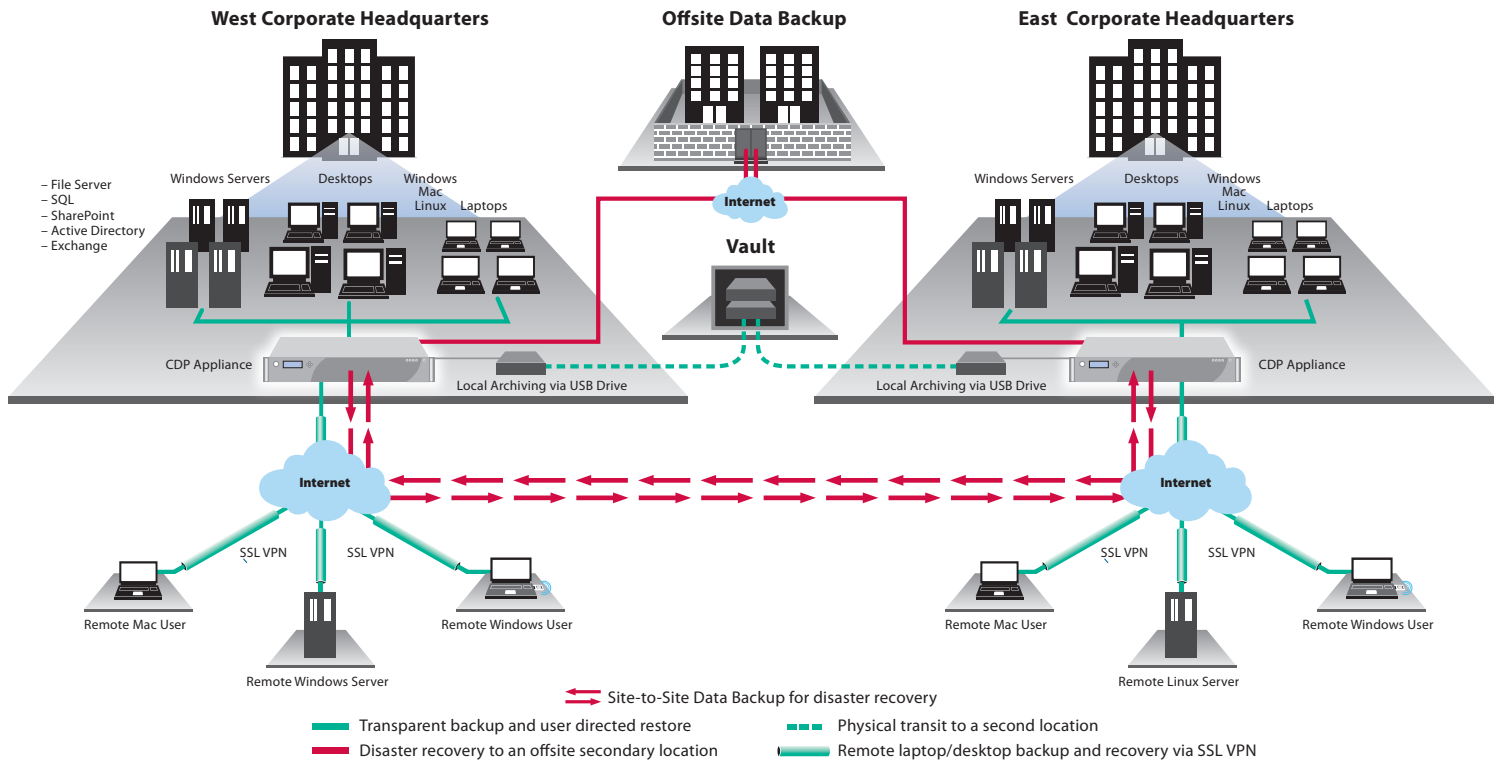 West Corporate Headquarters
Offsite Data Backup
East Corporate Headquarters
Windows Servers
Desktops
Windows
Mac
Linux
Laptops
– File Server
– SQL
– SharePoint
– Active Directory
– Exchange
Internet
Windows Servers
Desktops
Windows
Mac
Linux
Laptops
Vault
CDP Appliance
Local Archiving via USB Drive
Local Archiving via USB Drive
CDP Appliance
Internet
Internet
SSL VPN
SSL VPN
SSL VPN
SSL VPN
Remote Mac User
Remote Windows User
Remote Mac User
Remote Windows User
Remote Windows Server
Remote Linux Server
Site-to-Site Data Backup for disaster recovery
Transparent backup and user directed restore
Physical transit to a second location
Disaster recovery to an offsite secondary location
Remote laptop/desktop backup and recovery via SSL VPN